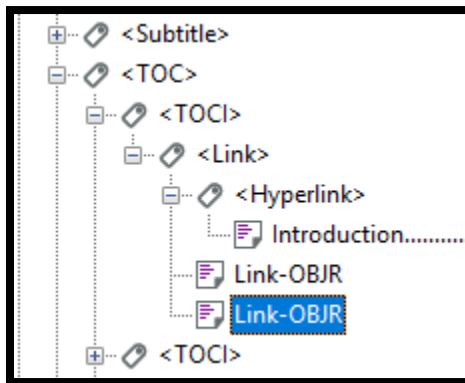 <Subtitle>
<TOC>
<TOCI>
<Link>
<Hyperlink>
Introduction..........
Link-OBJR
Link-OBJR
<TOCI>